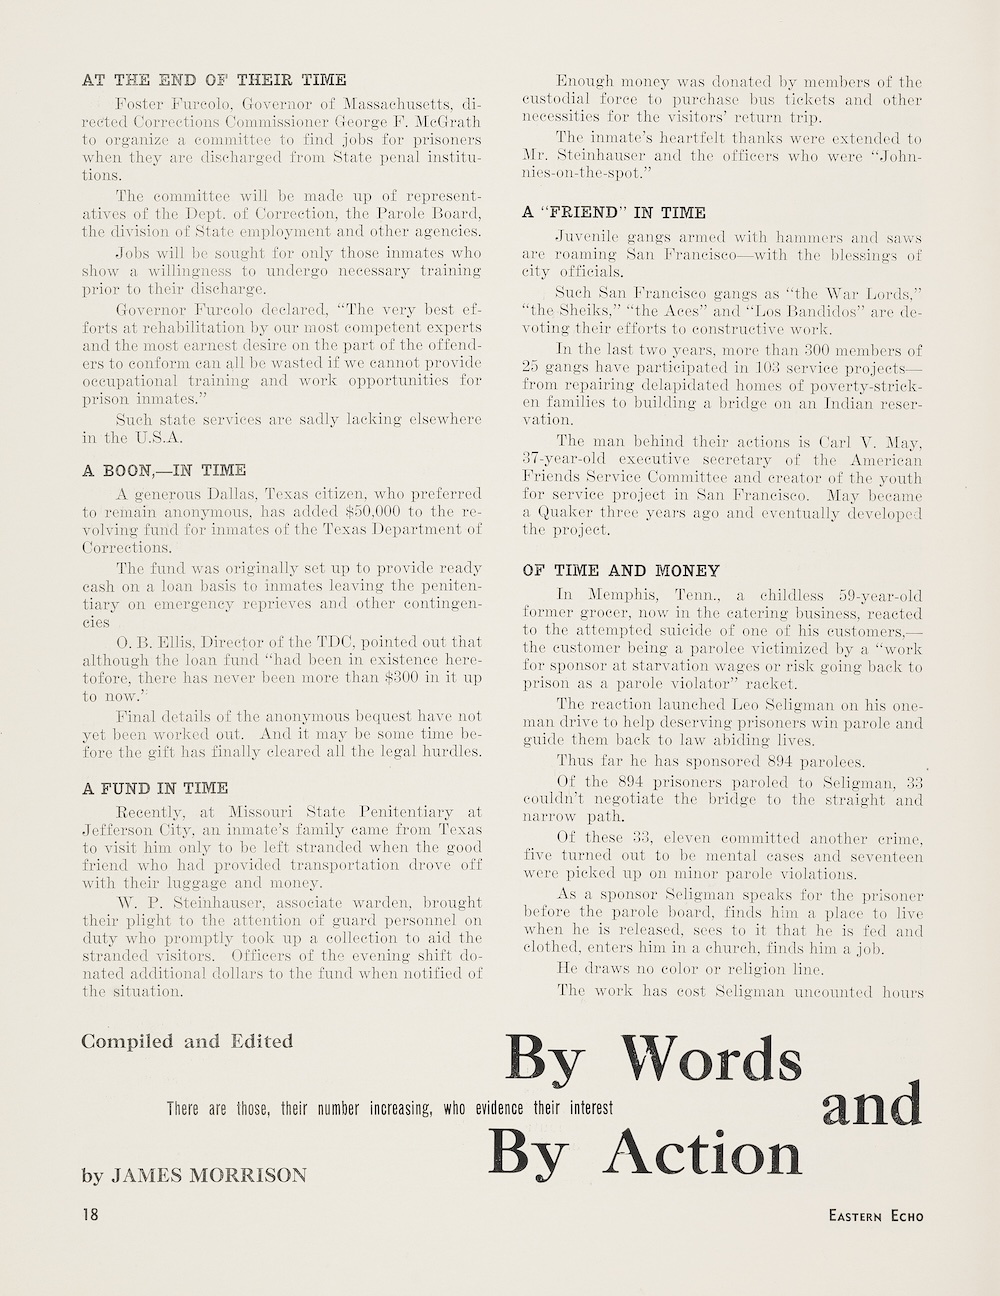 AT THE END OF THEIR TIME
Foster Furcolo, Governor of Massachusetts, di-
rected Corrections Commissioner George F. McGrath
to organize a committee to find jobs for prisoners
when they are discharged from State penal institu-
tions.
The committee will be made up of represent-
atives of the Dept. of Correction, the Parole Board,
the division of State employment and other agencies.
Jobs will be sought for only those inmates who
show a willingness to undergo necessary training
prior to their discharge.
Governor Furcolo declared, “The very best ef-
forts at rehabilitation by our most competent experts
and the most earnest desire on the part of the offend-
ers to conform can all be wasted if we cannot provide
occupational training and work opportunities for
prison inmates.”
Such state services are sadly lacking elsewhere
in the U.S.A.
A BOON,—IN TIME
A generous Dallas, Texas citizen, who preferred
to remain anonymous, has added $50,000 to the re-
volving fund for inmates of the Texas Department of
Corrections.
The fund was originally set up to provide ready
cash on a loan basis to inmates leaving the peniten-
tiary on emergency reprieves and other contingen-
cies
O. B. Ellis, Director of the TDC, pointed out that
although the loan fund “had been in existence here-
tofore, there has never been more than $300 in it up
to now.”
Final details of the anonymous bequest have not
yet been worked out. And it may be some time be-
fore the gift has finally cleared all the legal hurdles.
A FUND IN TIME
Recently, at Missouri State Penitentiary at
Jefferson City, an inmate's family came from Texas
to visit him only to be left stranded when the good
friend who had provided transportation drove off
with their luggage and money.
W. P. Steinhauser, associate warden, brought
their plight to the attention of guard personnel on
duty who promptly took up a collection to aid the
stranded visitors. Officers of the evening shift do-
nated additional dollars to the fund when notified of
the situation.
Enough money was donated by members of the
custodial force to purchase bus tickets and other
necessities for the visitors' return trip.
The inmate's heartfelt thanks were extended to
Mr. Steinhauser and the officers who were “John-
nies-on-the-spot.”
A “FRIEND” IN TIME
Juvenile gangs armed with hammers and saws
are roaming San Francisco—with the blessings of
city officials.
Such San Francisco gangs as “the War Lords,”
“the Sheiks,” “the Aces” and “Los Bandidos” are de-
voting their efforts to constructive work.
In the last two years, more than 300 members of
25 gangs have participated in 103 service projects—
from repairing delapidated homes of poverty-strick-
en families to building a bridge on an Indian reser-
vation.
The man behind their actions is Carl V. May,
37-year-old executive secretary of the American
Friends Service Committee and creator of the youth
for service project in San Francisco. May became
a Quaker three years ago and eventually developed
the project.
OF TIME AND MONEY
In Memphis, Tenn., a childless 59-year-old
former grocer, now in the catering business, reacted
to the attempted suicide of one of his customers,—
the customer being a parolee victimized by a “work
for sponsor at starvation wages or risk going back to
prison as a parole violator” racket.
The reaction launched Leo Seligman on his one-
man drive to help deserving prisoners win parole and
guide them back to law abiding lives.
Thus far he has sponsored 894 parolees.
Of the 894 prisoners paroled to Seligman, 33
couldn't negotiate the bridge to the straight and
narrow path.
Of these 33, eleven committed another crime,
five turned out to be mental cases and seventeen
were picked up on minor parole violations.
As a sponsor Seligman speaks for the prisoner
before the parole board, finds him a place to live
when he is released, sees to it that he is fed and
clothed, enters him in a church, finds him a job.
He draws no color or religion line.
The work has cost Seligman uncounted hours
Compiled and Edited
By Words
and
There are those, their number increasing, who evidence their interest
By Action
by JAMES MORRISON
18
EASTERN ECHO